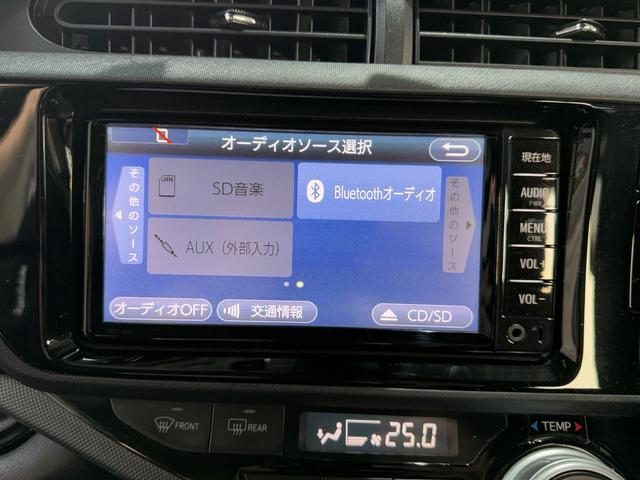 オーディオソース選択
その他のソース
SD音楽
Bluetoothオーディオ
その他のソース
AUX（外部入力）
オーディオOFF
交通情報
CD/SD
現在地
AUDIO
PWR
MENU
CTRL
VOL+
VOL-
FRONT
REAR
25.0
TEMP